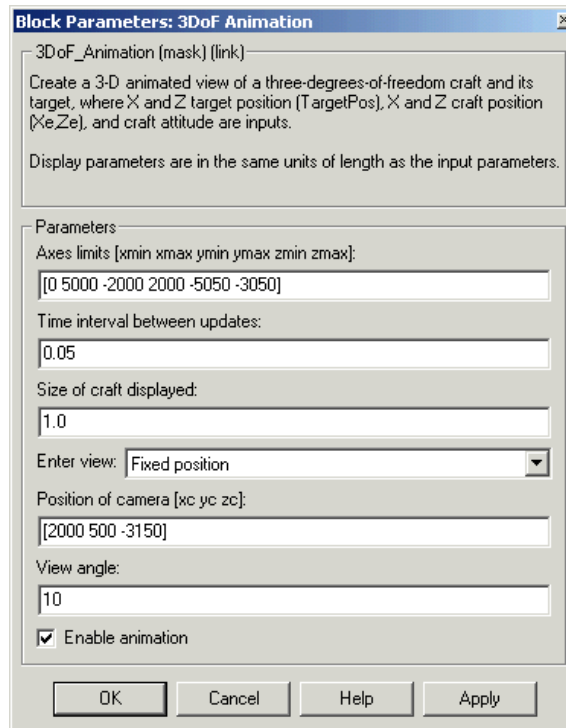 Block Parameters: 3DoF Animation
3DoF_Animation (mask) (link)
Create a 3-D animated view of a three-degrees-of-freedom craft and its
target, where X and Z target position (TargetPos), X and Z craft position
(Xe,Ze), and craft attitude are inputs.
Display parameters are in the same units of length as the input parameters.
Parameters
Axes limits [xmin xmax ymin ymax zmin zmax]:
[0 5000 -2000 2000 -5050 -3050]
Time interval between updates:
0.05
Size of craft displayed:
1.0
Enter view: Fixed position
Position of camera [xc yc zc]:
[2000 500 -3150]
View angle:
10
Enable animation
OK Cancel Help Apply